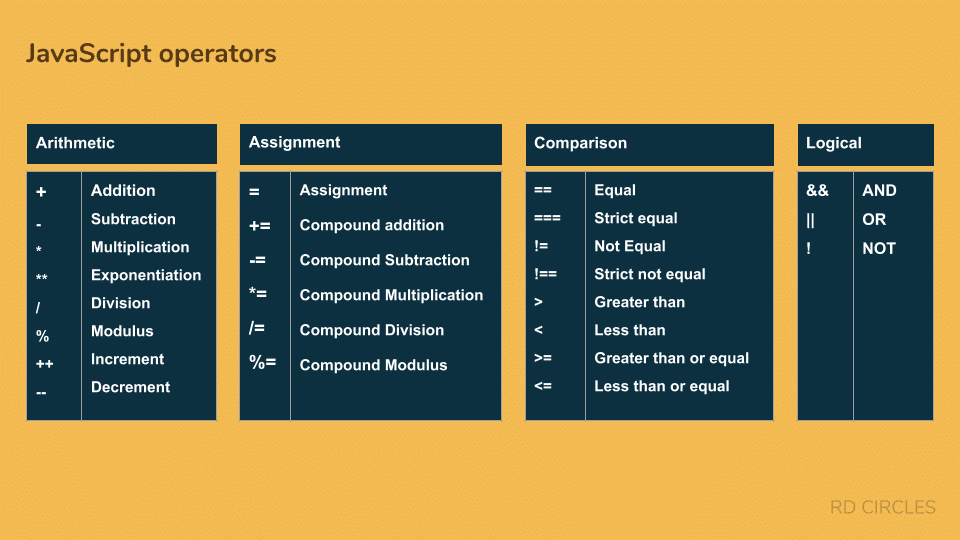 JavaScript operators
Arithmetic
+ Addition
- Subtraction
* Multiplication
** Exponentiation
/ Division
% Modulus
++ Increment
-- Decrement
Assignment
= Assignment
+= Compound addition
-= Compound Subtraction
*= Compound Multiplication
/= Compound Division
%= Compound Modulus
Comparison
== Equal
=== Strict equal
!= Not Equal
!== Strict not equal
> Greater than
< Less than
>= Greater than or equal
<= Less than or equal
Logical
&& AND
|| OR
! NOT
RD CIRCLES